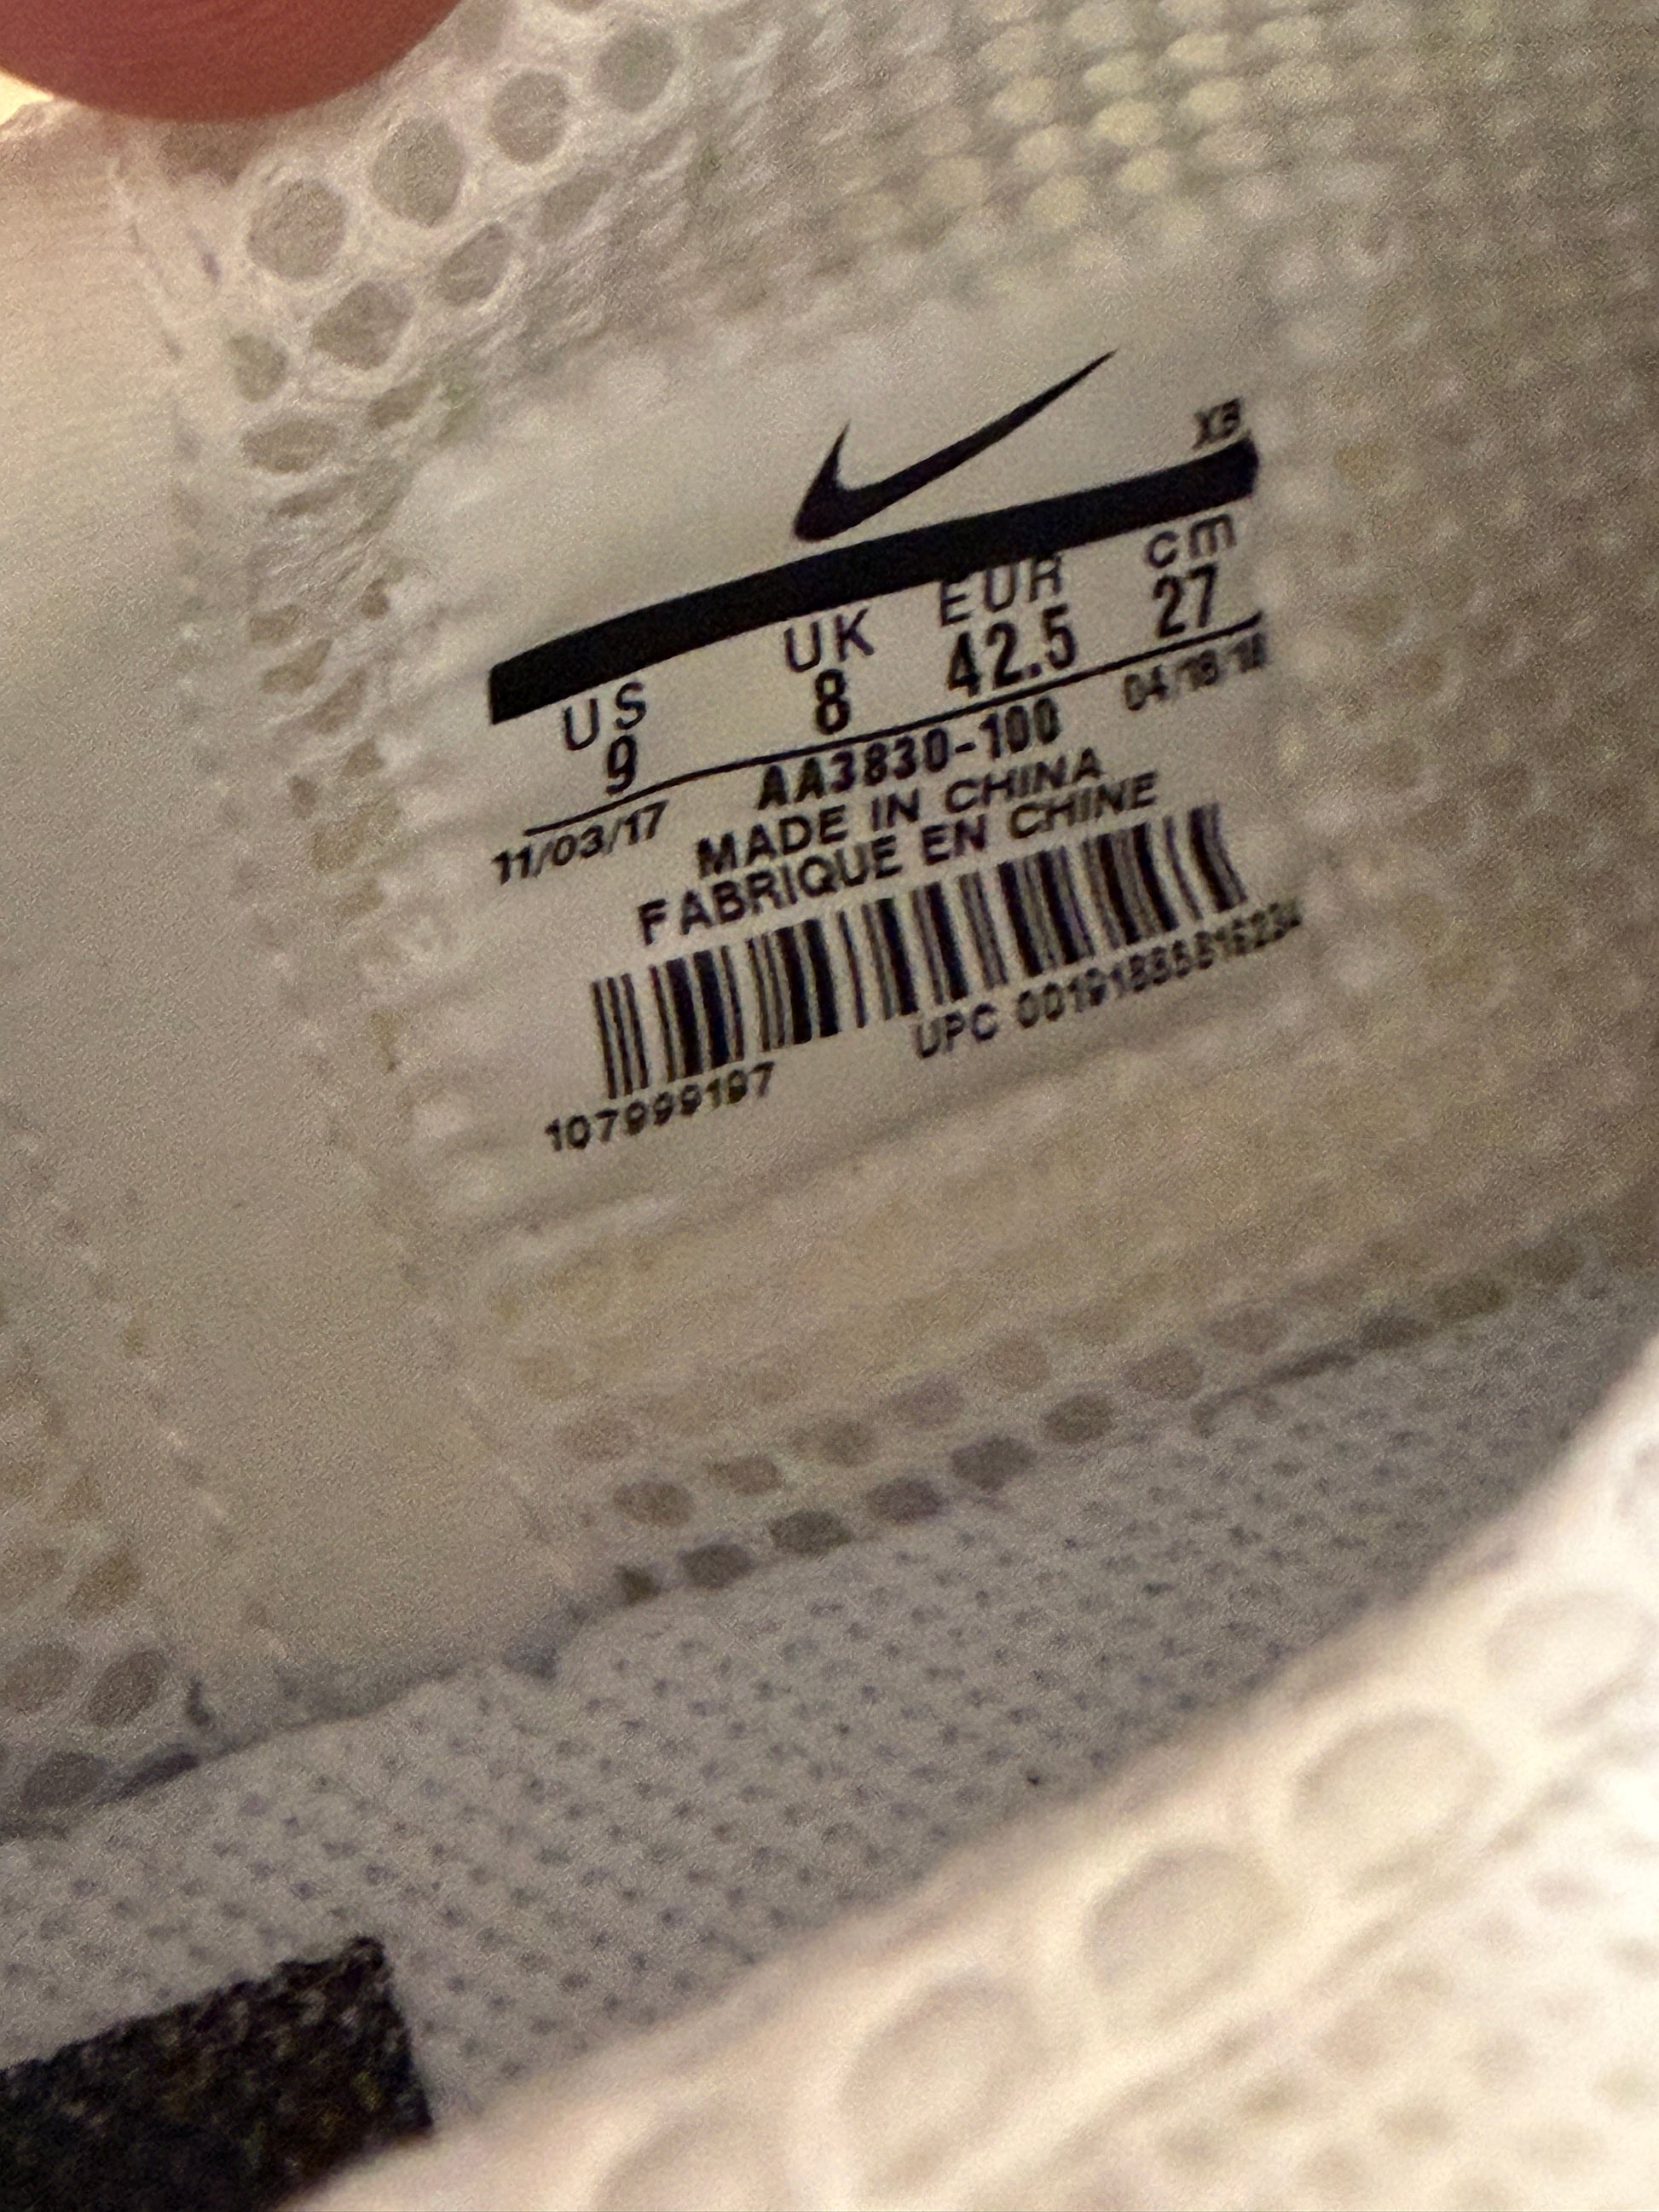 XB
US UK EUR cm
9 8 42.5 27
11/03/17 AA3830-100 04/18/18
MADE IN CHINA
FABRIQUE EN CHINE
107999197 UPC